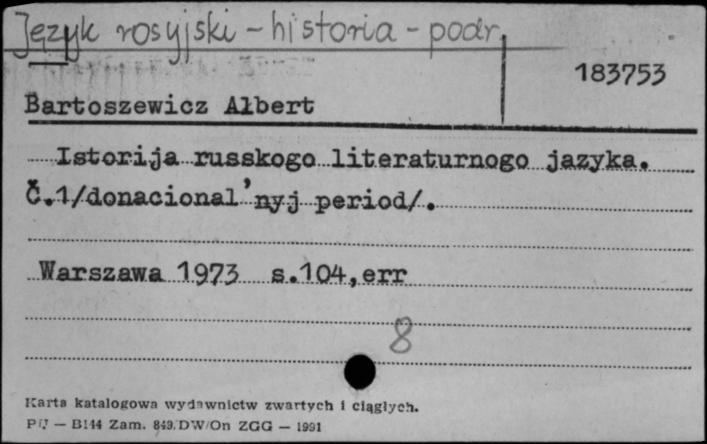 Język rosyjski - historia - podr.
183753
Bartoszewicz Albert
Istorija russkogo literaturnogo jazyka.
Č.1/donacional'nyj period/.
Warszawa 1973 s.104,err
8
Karta katalogowa wydawnictw zwartych i ciągłych.
PU — B144 Zam. 849. DW/On ZGG — 1991